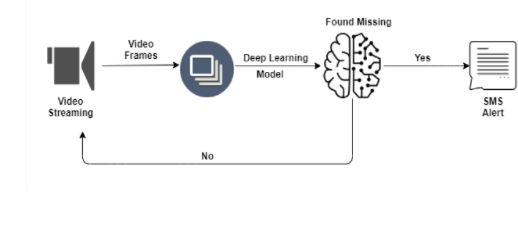 Found Missing
Video
Frames
Deep Learning
Model
Yes
Video
Streaming
SMS
Alert
No